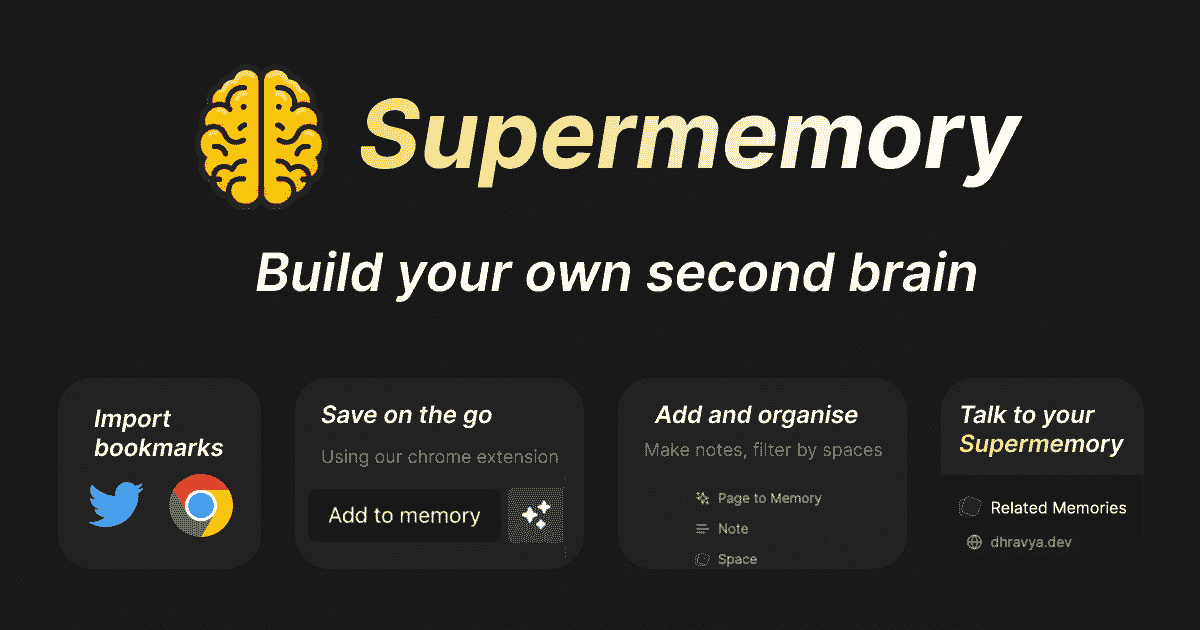 Supermemory
Build your own second brain
Import
bookmarks
Save on the go
Using our chrome extension
Add to memory
Add and organise
Make notes, filter by spaces
Page to Memory
Note
Space
Talk to your
Supermemory
Related Memories
dhravya.dev